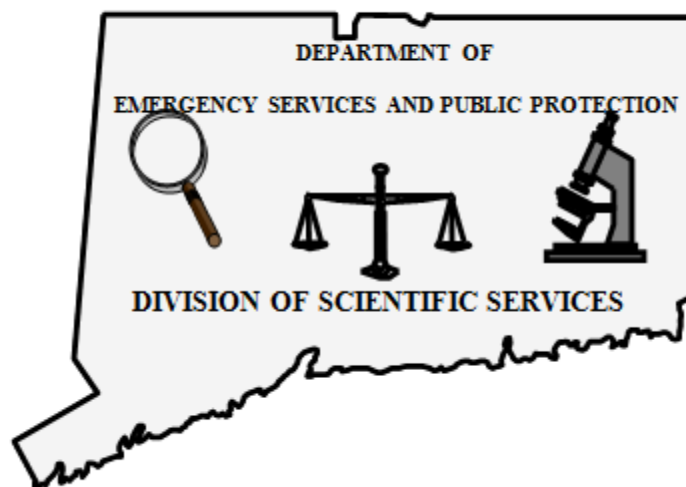 DEPARTMENT OF
EMERGENCY SERVICES AND PUBLIC PROTECTION
DIVISION OF SCIENTIFIC SERVICES